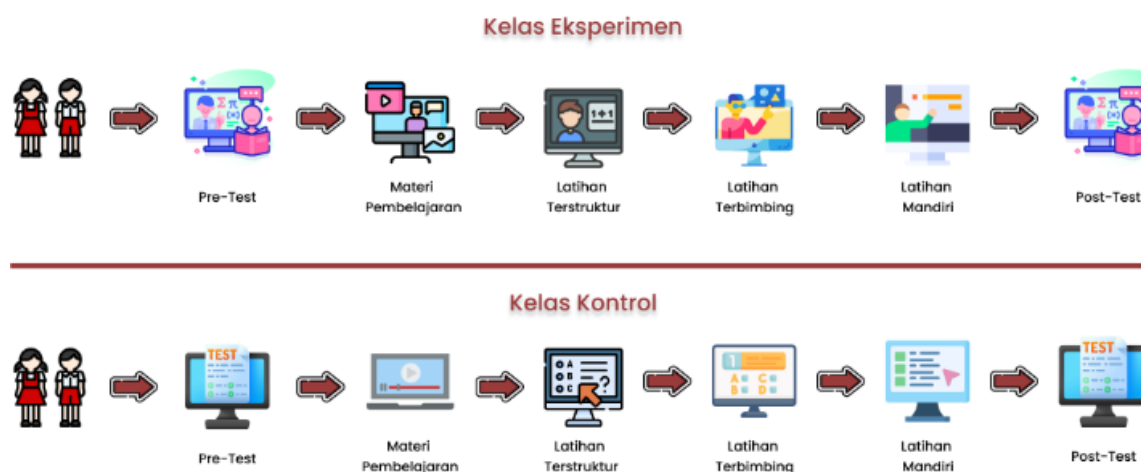 Kelas Eksperimen
Pre-Test
Materi
Pembelajaran
Latihan
Terstruktur
Latihan
Terbimbing
Latihan
Mandiri
Post-Test
Kelas Kontrol
TEST
TEST
Pre-Test
Materi
Pembelajaran
Latihan
Terstruktur
Latihan
Terbimbing
Latihan
Mandiri
Post-Test